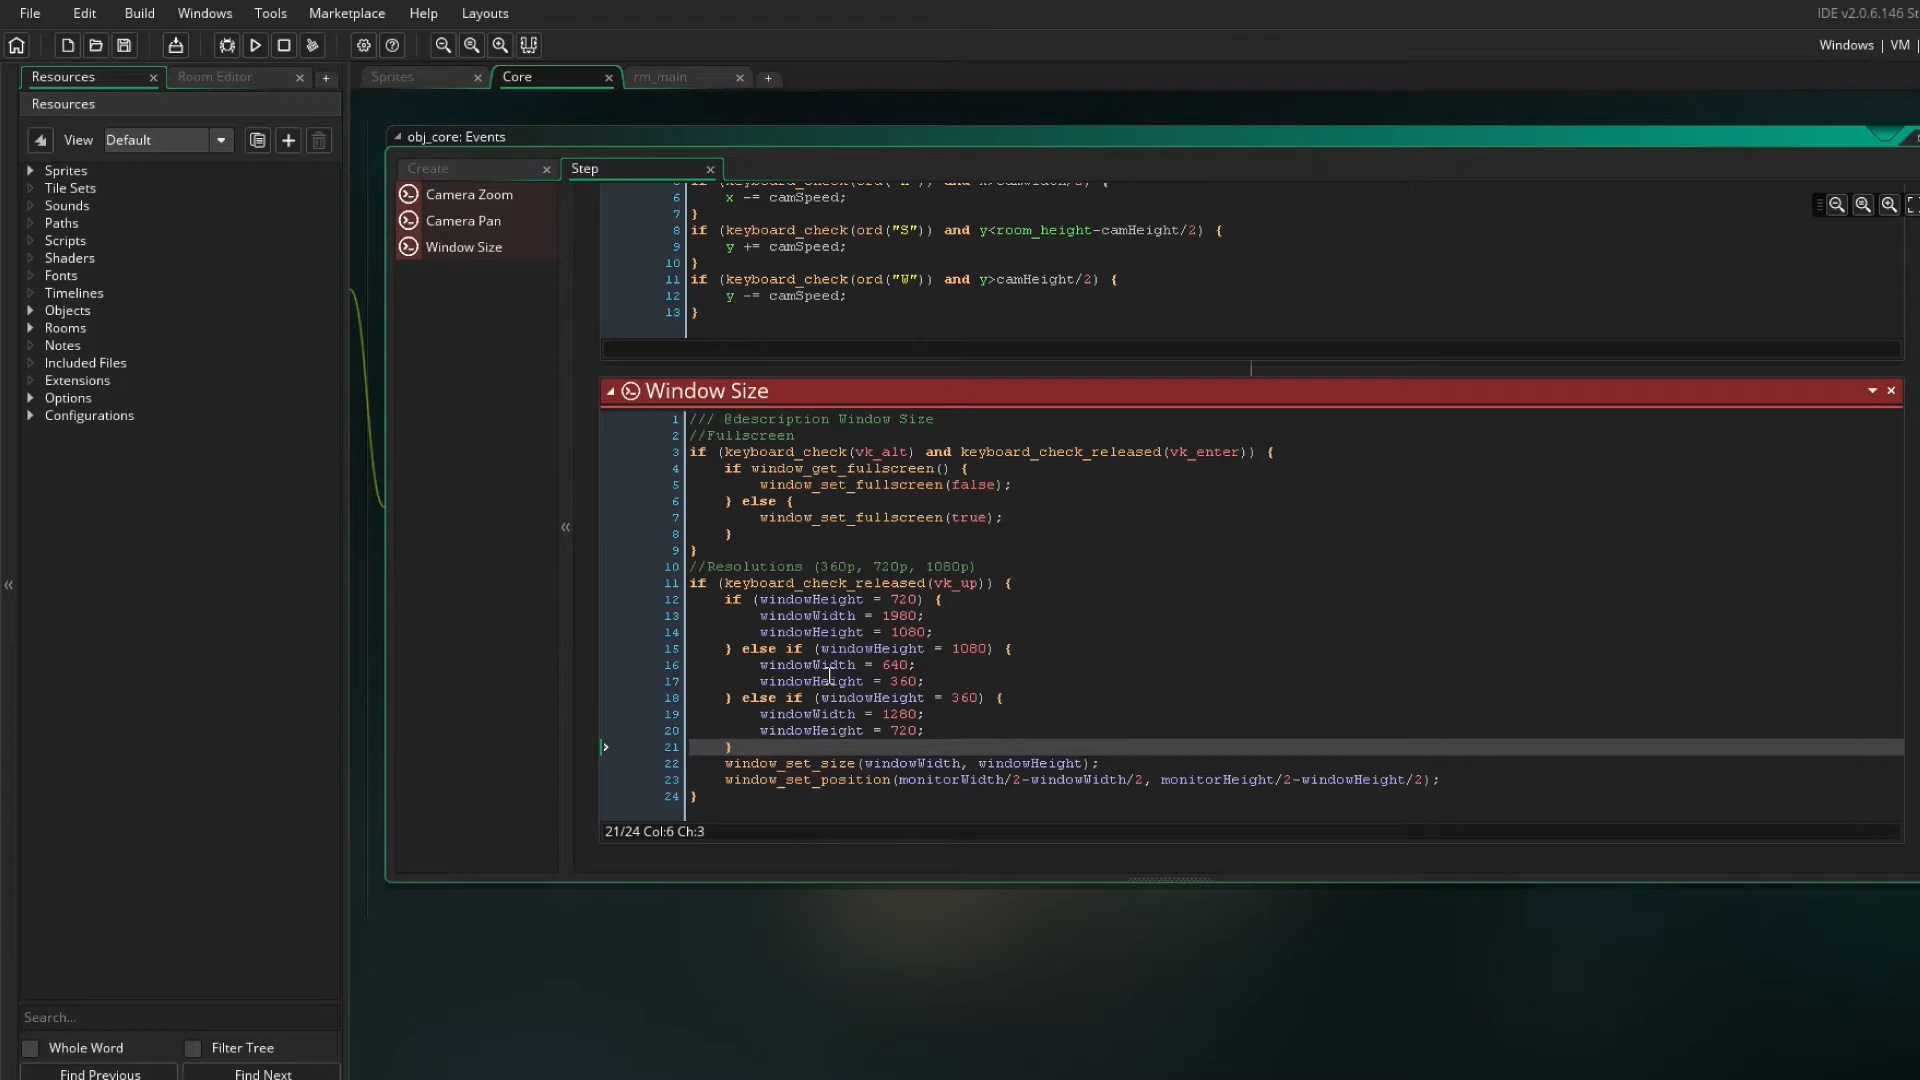 File Edit Build Windows Tools Marketplace Help Layouts
IDE v2.0.6.146 St
Windows | VM |
Resources
Room Editor
Sprites
Core
rm_main
Resources
View Default
Sprites
Tile Sets
Sounds
Paths
Scripts
Shaders
Fonts
Timelines
Objects
Rooms
Notes
Included Files
Extensions
Options
Configurations
Search...
Whole Word
Filter Tree
Find Previous
Find Next
obj_core: Events
Create
Step
Camera Zoom
Camera Pan
Window Size
6 x -= camSpeed;
7 }
8 if (keyboard_check(ord("S")) and y<room_height-camHeight/2) {
9 y += camSpeed;
10 }
11 if (keyboard_check(ord("W")) and y>camHeight/2) {
12 y -= camSpeed;
13 }
Window Size
1 /// @description Window Size
2 //Fullscreen
3 if (keyboard_check(vk_alt) and keyboard_check_released(vk_enter)) {
4 if window_get_fullscreen() {
5 window_set_fullscreen(false);
6 } else {
7 window_set_fullscreen(true);
8 }
9 }
10 //Resolutions (360p, 720p, 1080p)
11 if (keyboard_check_released(vk_up)) {
12 if (windowHeight = 720) {
13 windowWidth = 1980;
14 windowHeight = 1080;
15 } else if (windowHeight = 1080) {
16 windowWidth = 640;
17 windowHeight = 360;
18 } else if (windowHeight = 360) {
19 windowWidth = 1280;
20 windowHeight = 720;
21 }
22 window_set_size(windowWidth, windowHeight);
23 window_set_position(monitorWidth/2-windowWidth/2, monitorHeight/2-windowHeight/2);
24 }
21/24 Col:6 Ch:3